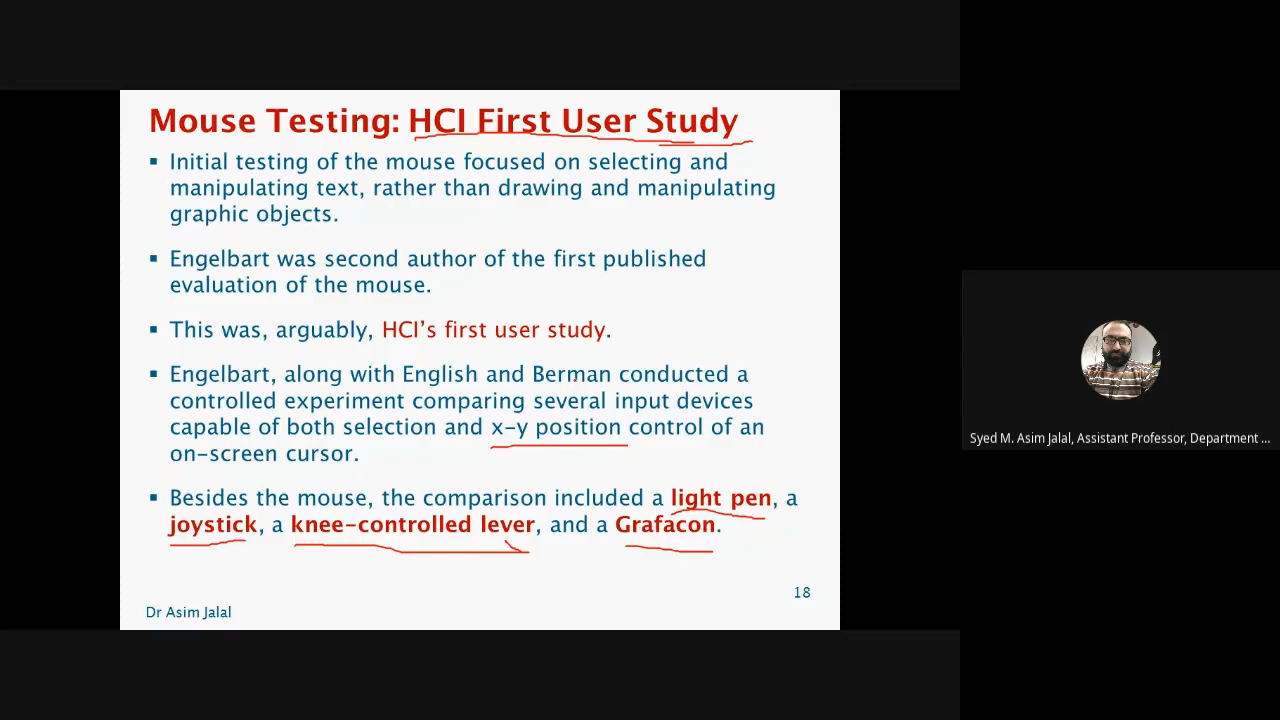 Mouse Testing: HCI First User Study
▪ Initial testing of the mouse focused on selecting and
manipulating text, rather than drawing and manipulating
graphic objects.
▪ Engelbart was second author of the first published
evaluation of the mouse.
▪ This was, arguably, HCI’s first user study.
▪ Engelbart, along with English and Berman conducted a
controlled experiment comparing several input devices
capable of both selection and x-y position control of an
on-screen cursor.
▪ Besides the mouse, the comparison included a light pen, a
joystick, a knee-controlled lever, and a Grafacon.
18
Dr Asim Jalal
Syed M. Asim Jalal, Assistant Professor, Department ...